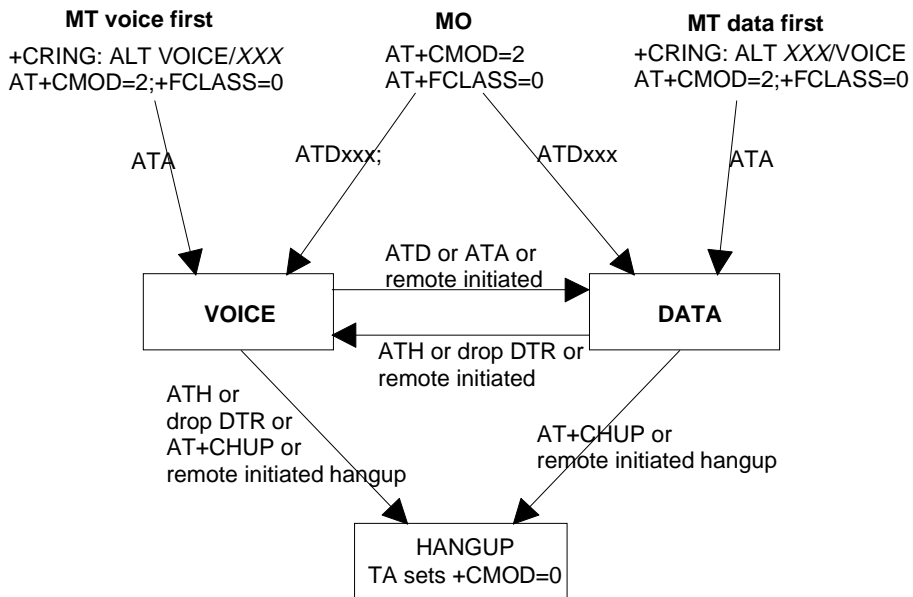 MT voice first
+CRING: ALT VOICE/XXX
AT+CMOD=2;+FCLASS=0
MO
AT+CMOD=2
AT+FCLASS=0
MT data first
+CRING: ALT XXX/VOICE
AT+CMOD=2;+FCLASS=0
ATA
ATDxxx;
ATDxxx
ATA
ATD or ATA or
remote initiated
VOICE
DATA
ATH or drop DTR or
remote initiated
ATH or
drop DTR or
AT+CHUP or
remote initiated hangup
AT+CHUP or
remote initiated hangup
HANGUP
TA sets +CMOD=0